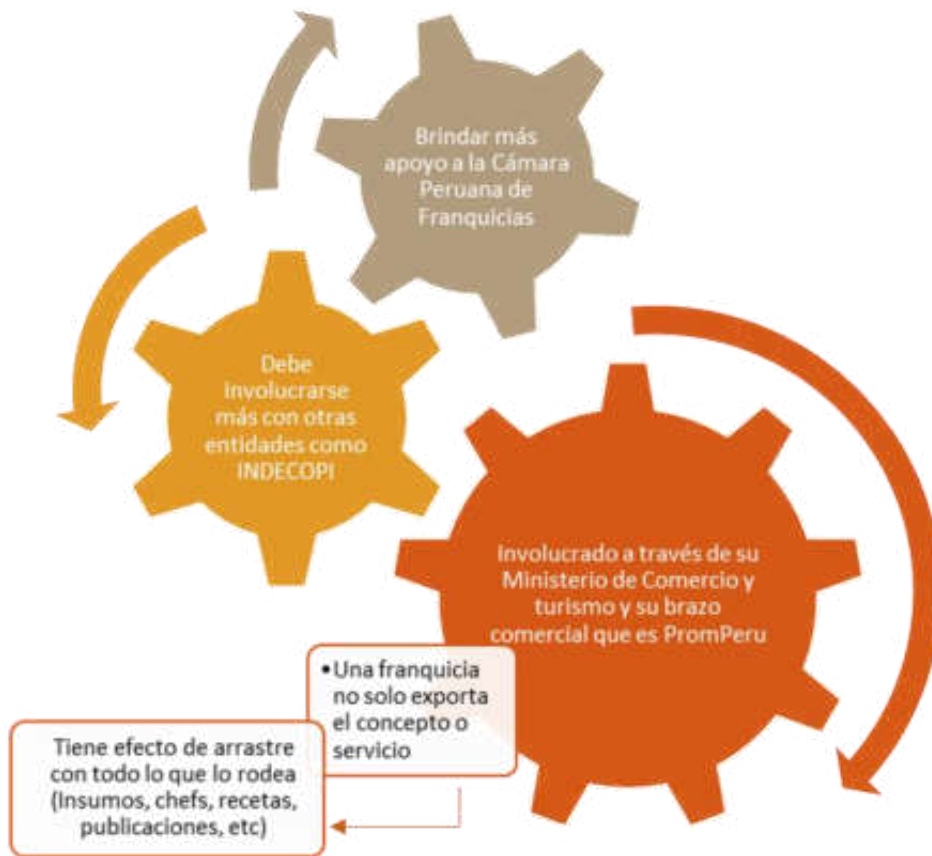 Brindar más
apoyo a la Cámara
Peruana de
Franquicias
Debe
involucrarse
más con otras
entidades como
INDECOPI
Involucrado a través de su
Ministerio de Comercio y
turismo y su brazo
comercial que es PromPeru
•Una franquicia
no solo exporta
el concepto o
servicio
Tiene efecto de arrastre
con todo lo que lo rodea
(Insumos, chefs, recetas,
publicaciones, etc)